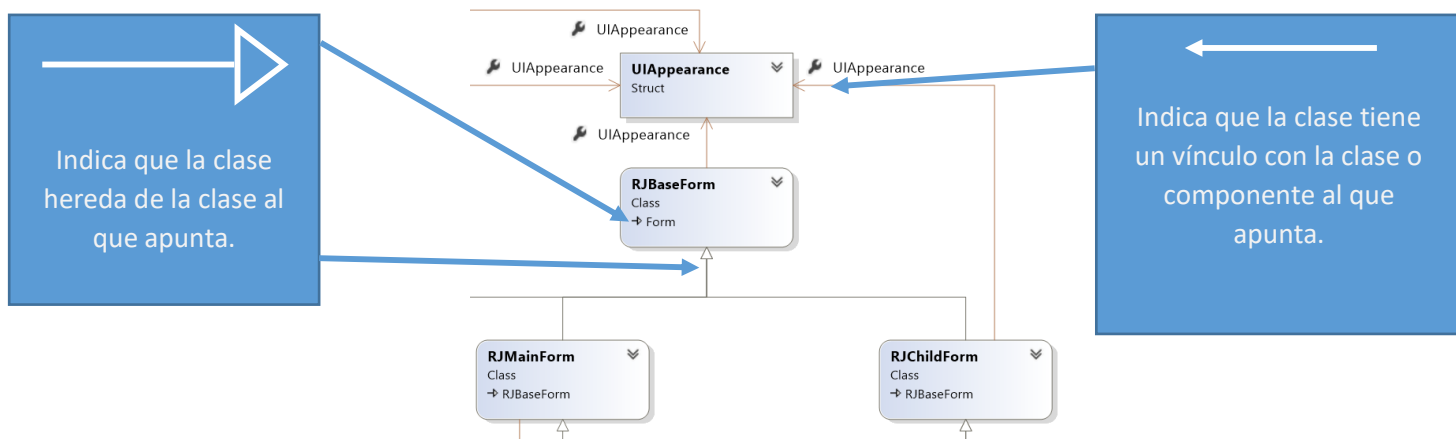 Indica que la clase
hereda de la clase al
que apunta.
UIAppearance
UIAppearance
UIAppearance
Struct
UIAppearance
UIAppearance
RJBaseForm
Class
Form
RJMainForm
Class
RJBaseForm
RJChildForm
Class
RJBaseForm
Indica que la clase tiene
un vínculo con la clase o
componente al que
apunta.